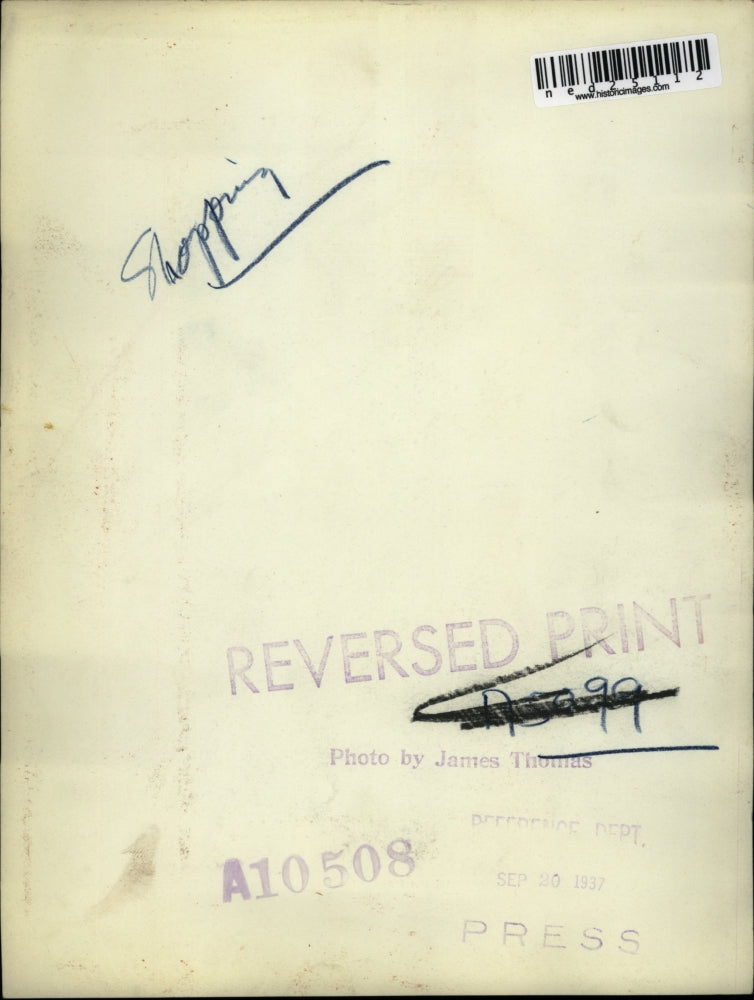 ned25112
www.historicimages.com
Shopping
REVERSED PRINT
Photo by James Thomas
REFERENCE DEPT.
A10508
SEP 20 1937
PRESS